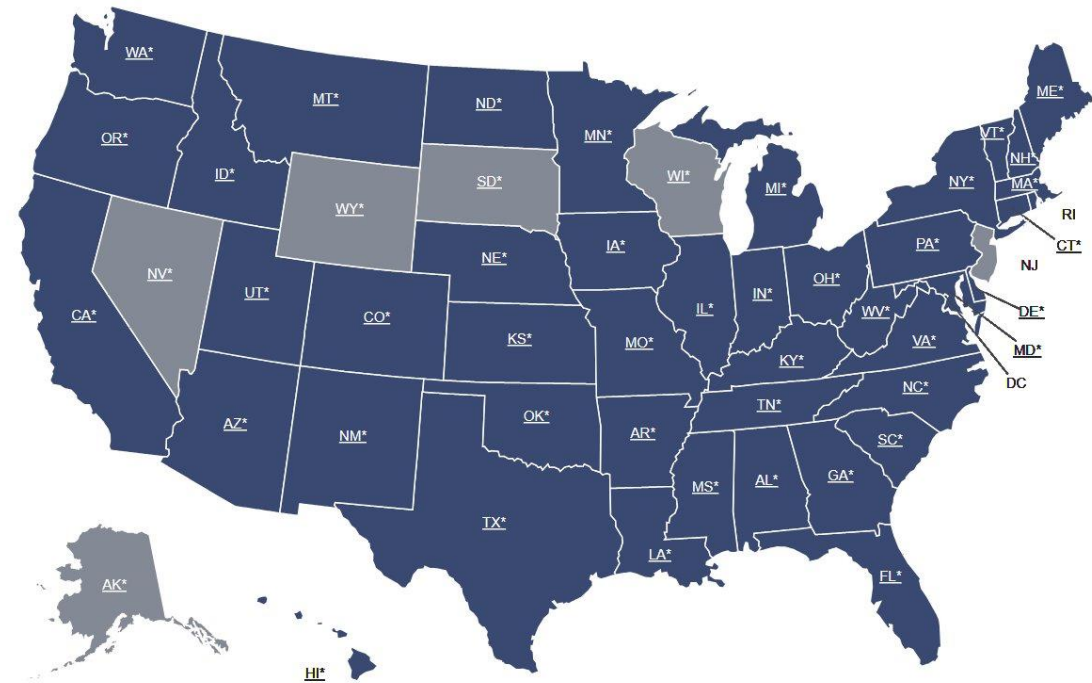 WA*
MT*
ND*
MN*
ME*
VT*
NH*
OR*
ID*
SD*
WI*
MI*
NY*
MA*
WY*
RI
CT*
IA*
PA*
NE*
NJ
NV*
UT*
OH*
IN*
IL*
CA*
CO*
WV*
DE*
KS*
MO*
VA*
MD*
KY*
DC
NC*
TN*
AZ*
NM*
OK*
AR*
SC*
MS*
AL*
GA*
TX*
LA*
FL*
AK*
HI*